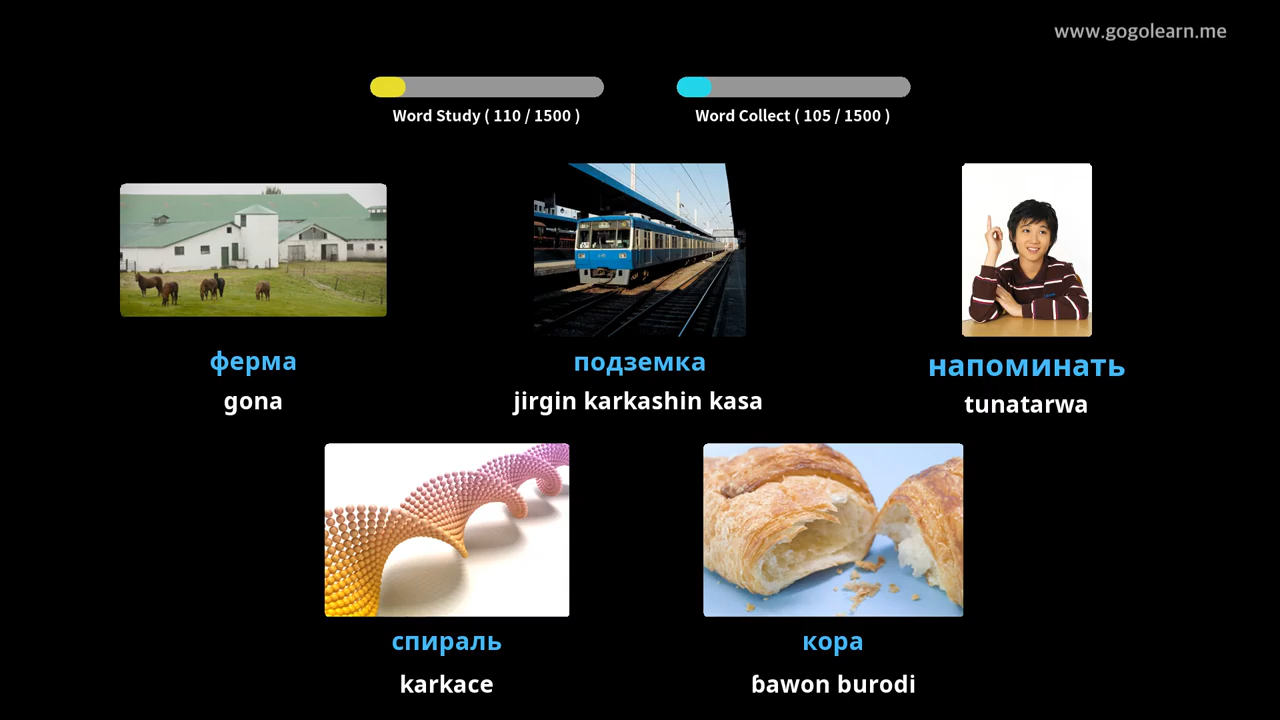 www.gogolearn.me
Word Study ( 110 / 1500 )
Word Collect ( 105 / 1500 )
ферма
подземка
напоминать
gona
jirgin karkashin kasa
tunatarwa
спираль
кора
karkace
ɓawon burodi